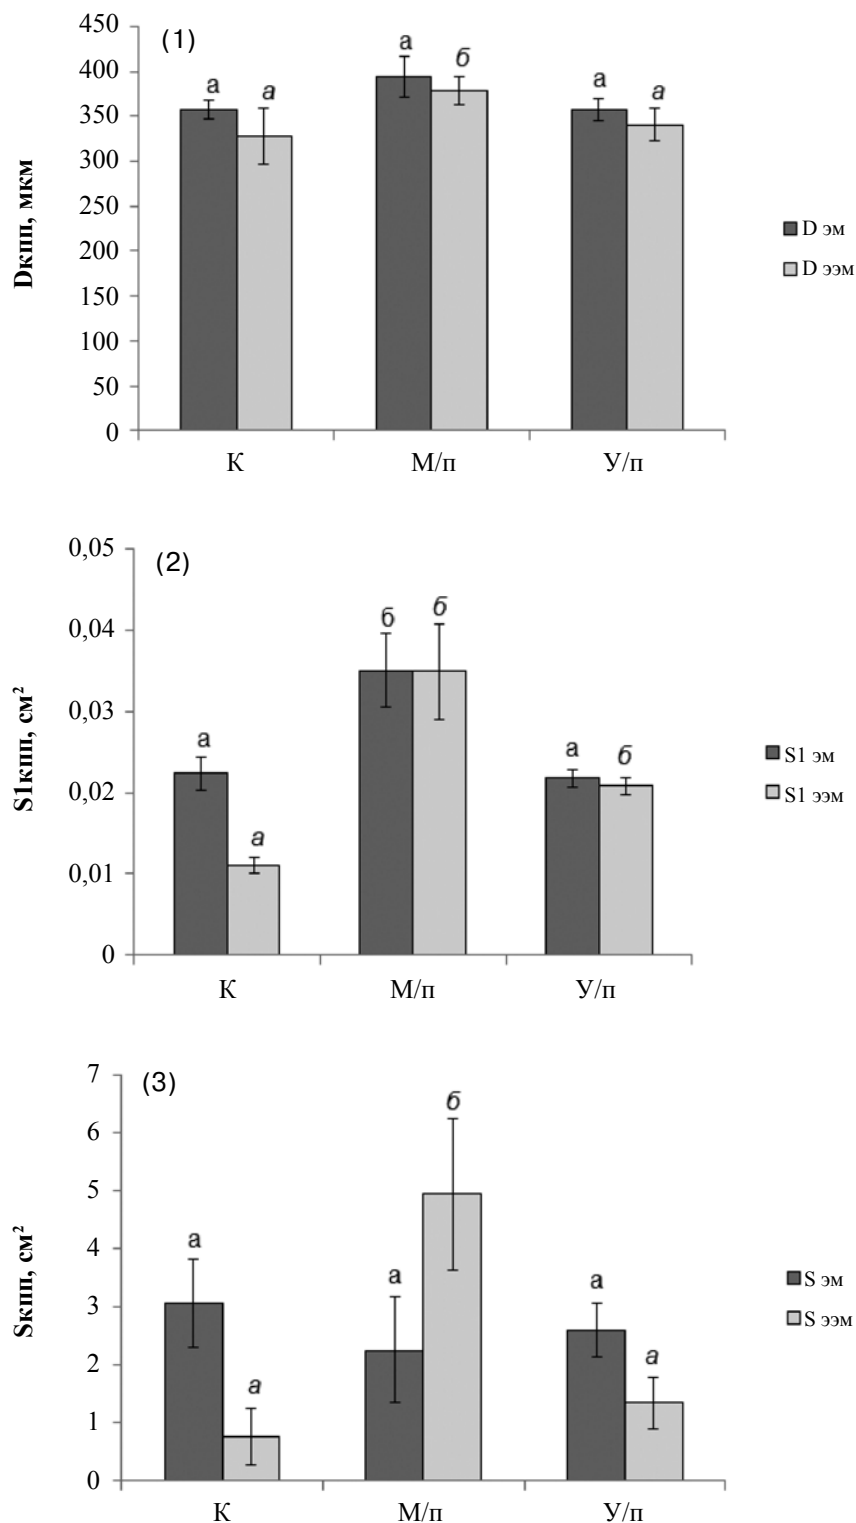 (1)
Dкпп, мкм
450
400
350
300
250
200
150
100
50
0
а
а
а
б
а
а
К
М/п
У/п
D эм
D ээм
(2)
S1кпп, см²
0,05
0,04
0,03
0,02
0,01
0
а
а
б
б
а
б
К
М/п
У/п
S1 эм
S1 ээм
(3)
Sкпп, см²
7
6
5
4
3
2
1
0
а
а
а
б
а
а
К
М/п
У/п
S эм
S ээм